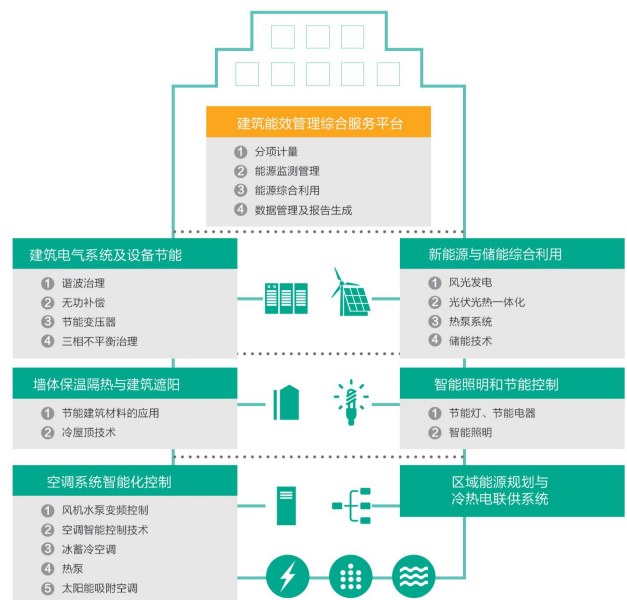 建筑能效管理综合服务平台
1 分项计量
2 能源监测管理
3 能源综合利用
4 数据管理及报告生成
建筑电气系统及设备节能
1 谐波治理
2 无功补偿
3 节能变压器
4 三相不平衡治理
新能源与储能综合利用
1 风光发电
2 光伏光热一体化
3 热泵系统
4 储能技术
墙体保温隔热与建筑遮阳
1 节能建筑材料的应用
2 冷屋顶技术
智能照明和节能控制
1 节能灯、节能电器
2 智能照明
空调系统智能化控制
1 风机水泵变频控制
2 空调智能控制技术
3 冰蓄冷空调
4 热泵
5 太阳能吸附空调
区域能源规划与
冷热电联供系统